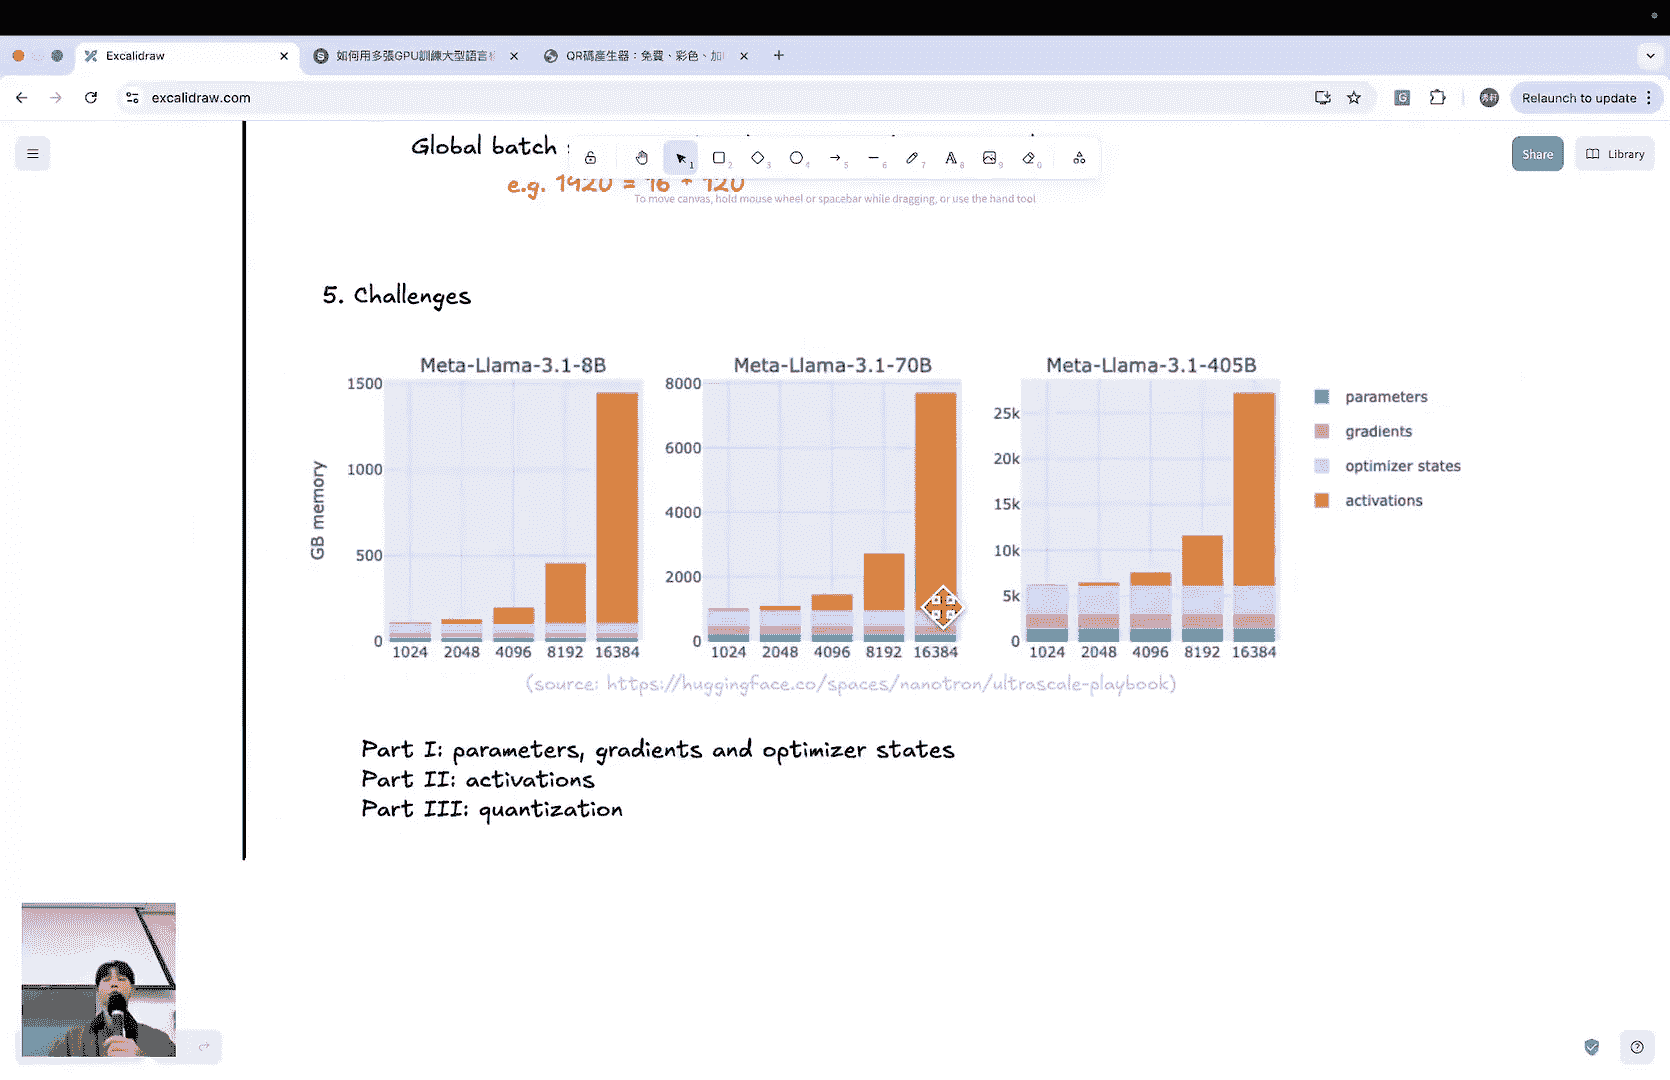 Excalidraw
如何用多張GPU訓練大型語言
QR碼產生器：免費、彩色、加
excalidraw.com
Relaunch to update
Global batch
Share
Library
e.g. 1920 = 16 * 120
To move canvas, hold mouse wheel or spacebar while dragging, or use the hand tool
5. Challenges
Meta-Llama-3.1-8B
Meta-Llama-3.1-70B
Meta-Llama-3.1-405B
GB memory
1500
1000
500
0
1024 2048 4096 8192 16384
8000
6000
4000
2000
0
1024 2048 4096 8192 16384
25k
20k
15k
10k
5k
0
1024 2048 4096 8192 16384
parameters
gradients
optimizer states
activations
(source: https://huggingface.co/spaces/nanotron/ultrascale-playbook)
Part I: parameters, gradients and optimizer states
Part II: activations
Part III: quantization